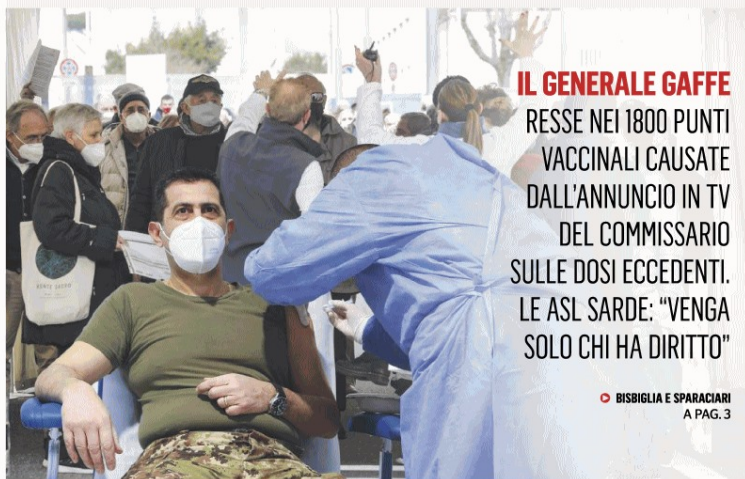 IL GENERALE GAFFE
RESSE NEI 1800 PUNTI
VACCINALI CAUSATE
DALL'ANNUNCIO IN TV
DEL COMMISSARIO
SULLE DOSI ECCEDENTI.
LE ASL SARDE: “VENGA
SOLO CHI HA DIRITTO”
BISBIGLIA E SPARACIARI
A PAG. 3